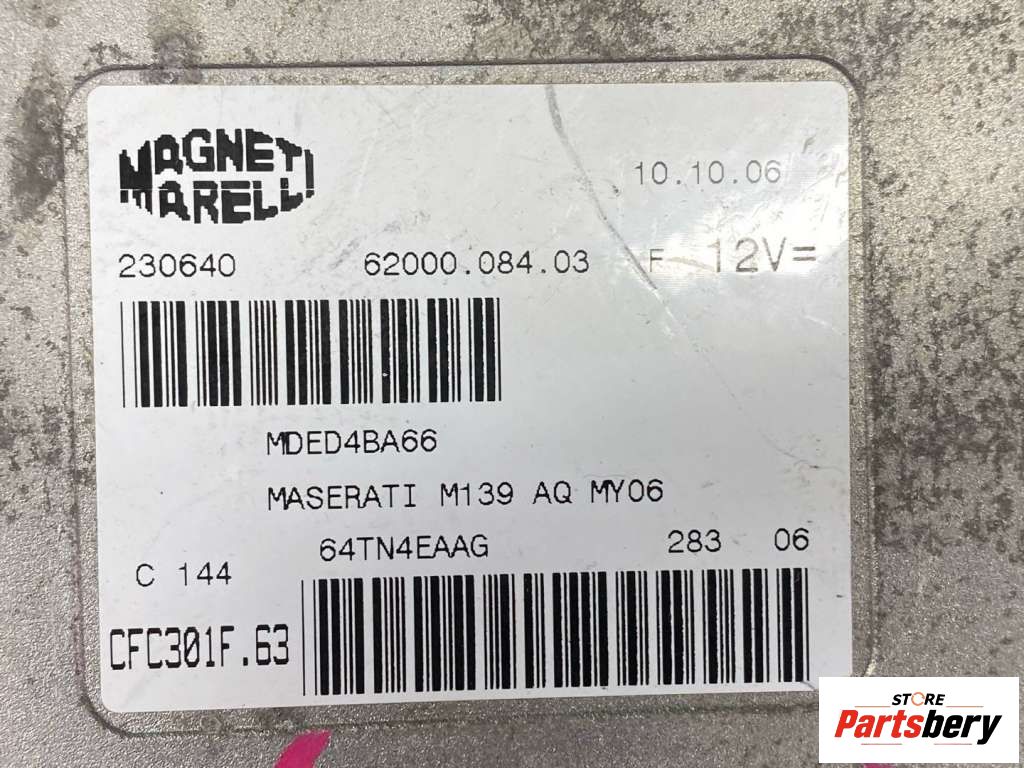 MAGNETI
MARELLI
10.10.06
230640 62000.084.03 F 12V=
MDED4BA66
MASERATI M139 AQ MY06
64TN4EAAG 283 06
C 144
CFC301F.63
STORE
Partsbery